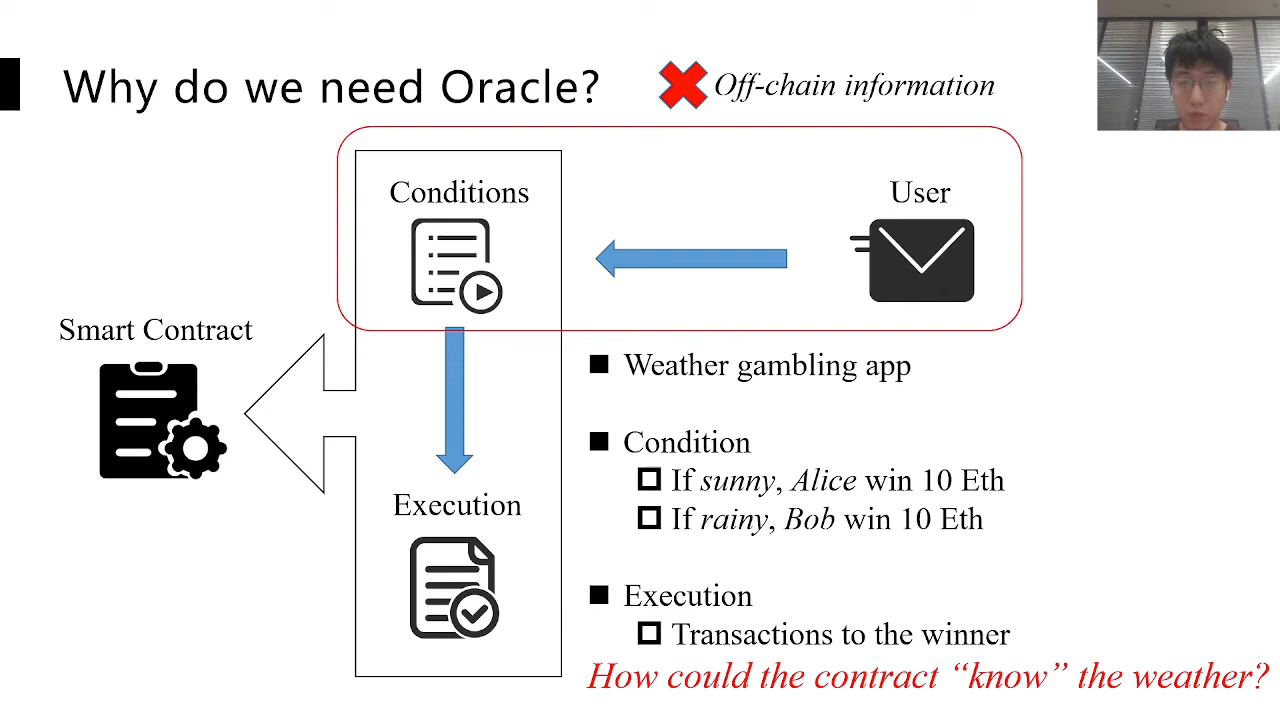 Why do we need Oracle?
Off-chain information
Conditions
User
Smart Contract
Weather gambling app
Condition
If sunny, Alice win 10 Eth
If rainy, Bob win 10 Eth
Execution
Execution
Transactions to the winner
How could the contract “know” the weather?